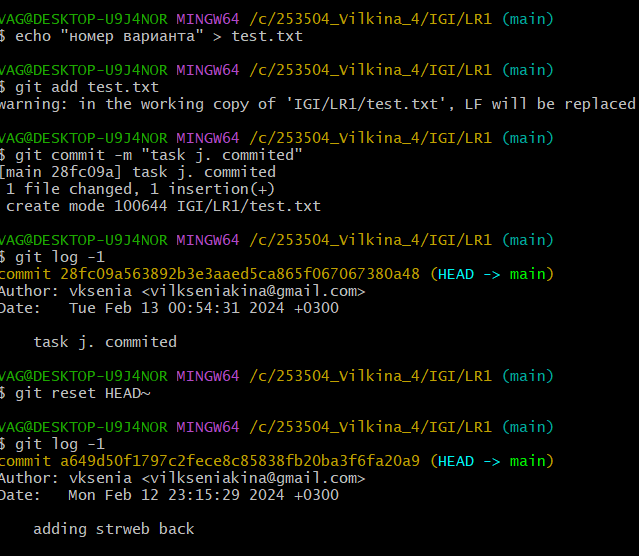 VAG@DESKTOP-U9J4NOR MINGW64 /c/253504_Vilkina_4/IGI/LR1 (main)
$ echo "номер варианта" > test.txt
VAG@DESKTOP-U9J4NOR MINGW64 /c/253504_Vilkina_4/IGI/LR1 (main)
$ git add test.txt
warning: in the working copy of 'IGI/LR1/test.txt', LF will be replaced
VAG@DESKTOP-U9J4NOR MINGW64 /c/253504_Vilkina_4/IGI/LR1 (main)
$ git commit -m "task j. commited"
[main 28fc09a] task j. commited
1 file changed, 1 insertion(+)
create mode 100644 IGI/LR1/test.txt
VAG@DESKTOP-U9J4NOR MINGW64 /c/253504_Vilkina_4/IGI/LR1 (main)
$ git log -1
commit 28fc09a563892b3e3aaed5ca865f067067380a48 (HEAD -> main)
Author: vksenia <vilkseniakina@gmail.com>
Date:   Tue Feb 13 00:54:31 2024 +0300
task j. commited
VAG@DESKTOP-U9J4NOR MINGW64 /c/253504_Vilkina_4/IGI/LR1 (main)
$ git reset HEAD~
VAG@DESKTOP-U9J4NOR MINGW64 /c/253504_Vilkina_4/IGI/LR1 (main)
$ git log -1
commit a649d50f1797c2fece8c85838fb20ba3f6fa20a9 (HEAD -> main)
Author: vksenia <vilkseniakina@gmail.com>
Date:   Mon Feb 12 23:15:29 2024 +0300
adding strweb back